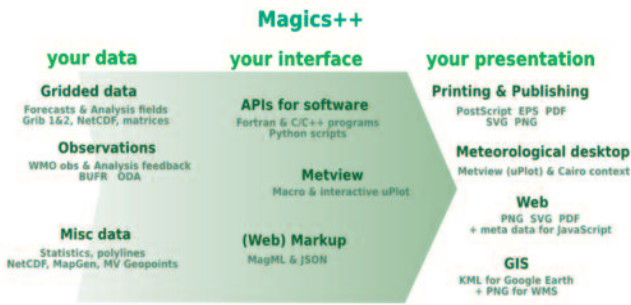 Magics++
your data
your interface
your presentation
Gridded data
Forecasts & Analysis fields
Grib 1&2, NetCDF, matrices
Observations
WMO obs & Analysis feedback
BUFR ODA
Misc data
Statistics, polylines
NetCDF, MapGen, MV Geopoints
APIs for software
Fortran & C/C++ programs
Python scripts
Metview
Macro & interactive uPlot
(Web) Markup
MagML & JSON
Printing & Publishing
PostScript EPS PDF
SVG PNG
Meteorological desktop
Metview (uPlot) & Cairo context
Web
PNG SVG PDF
+ meta data for JavaScript
GIS
KML for Google Earth
+ PNG for WMS